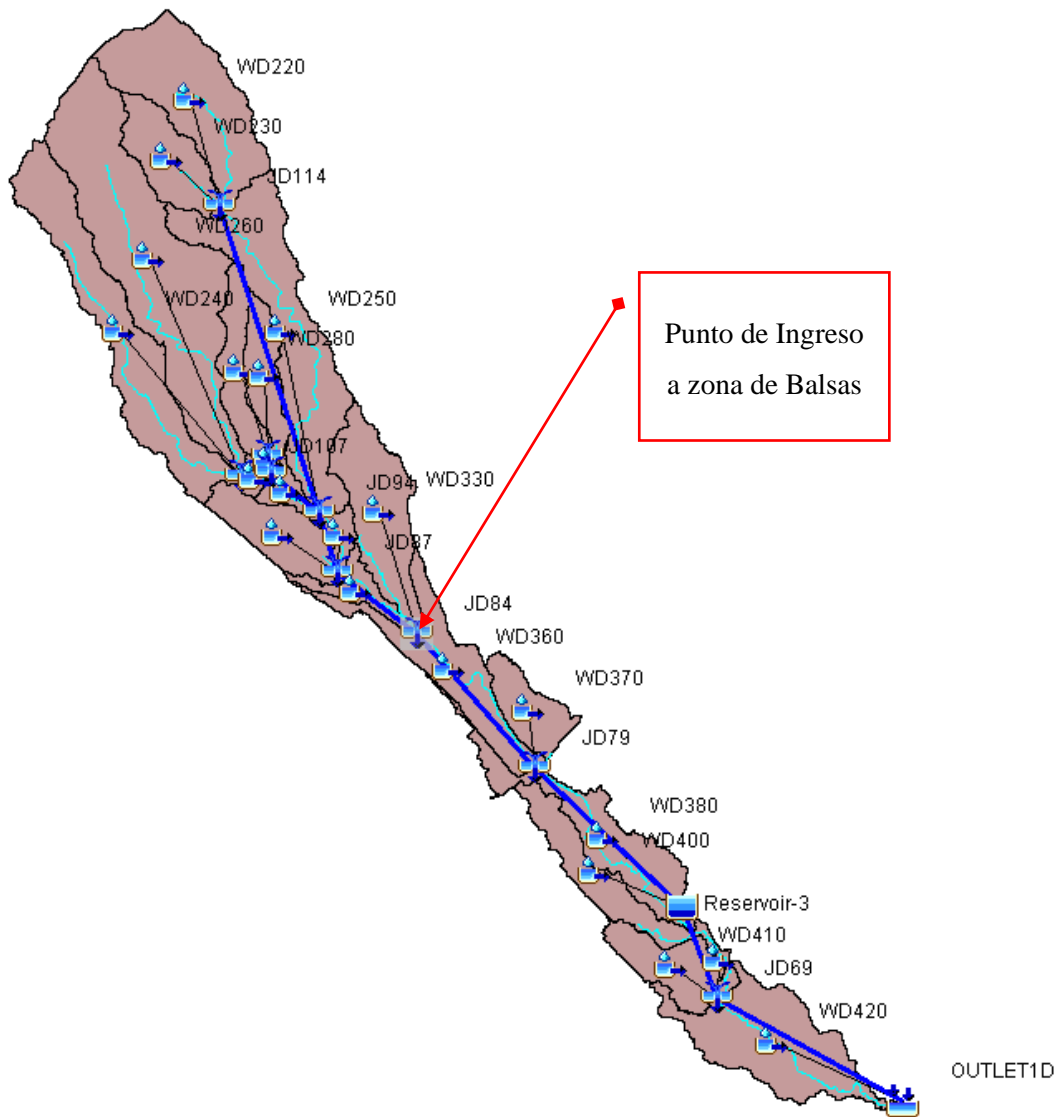 WD220
WD230
JD114
WD260
WD240
WD250
WD280
Punto de Ingreso
a zona de Balsas
JD107
JD94
WD330
JD87
JD84
WD360
WD370
JD79
WD380
WD400
Reservoir-3
WD410
JD69
WD420
OUTLET1D